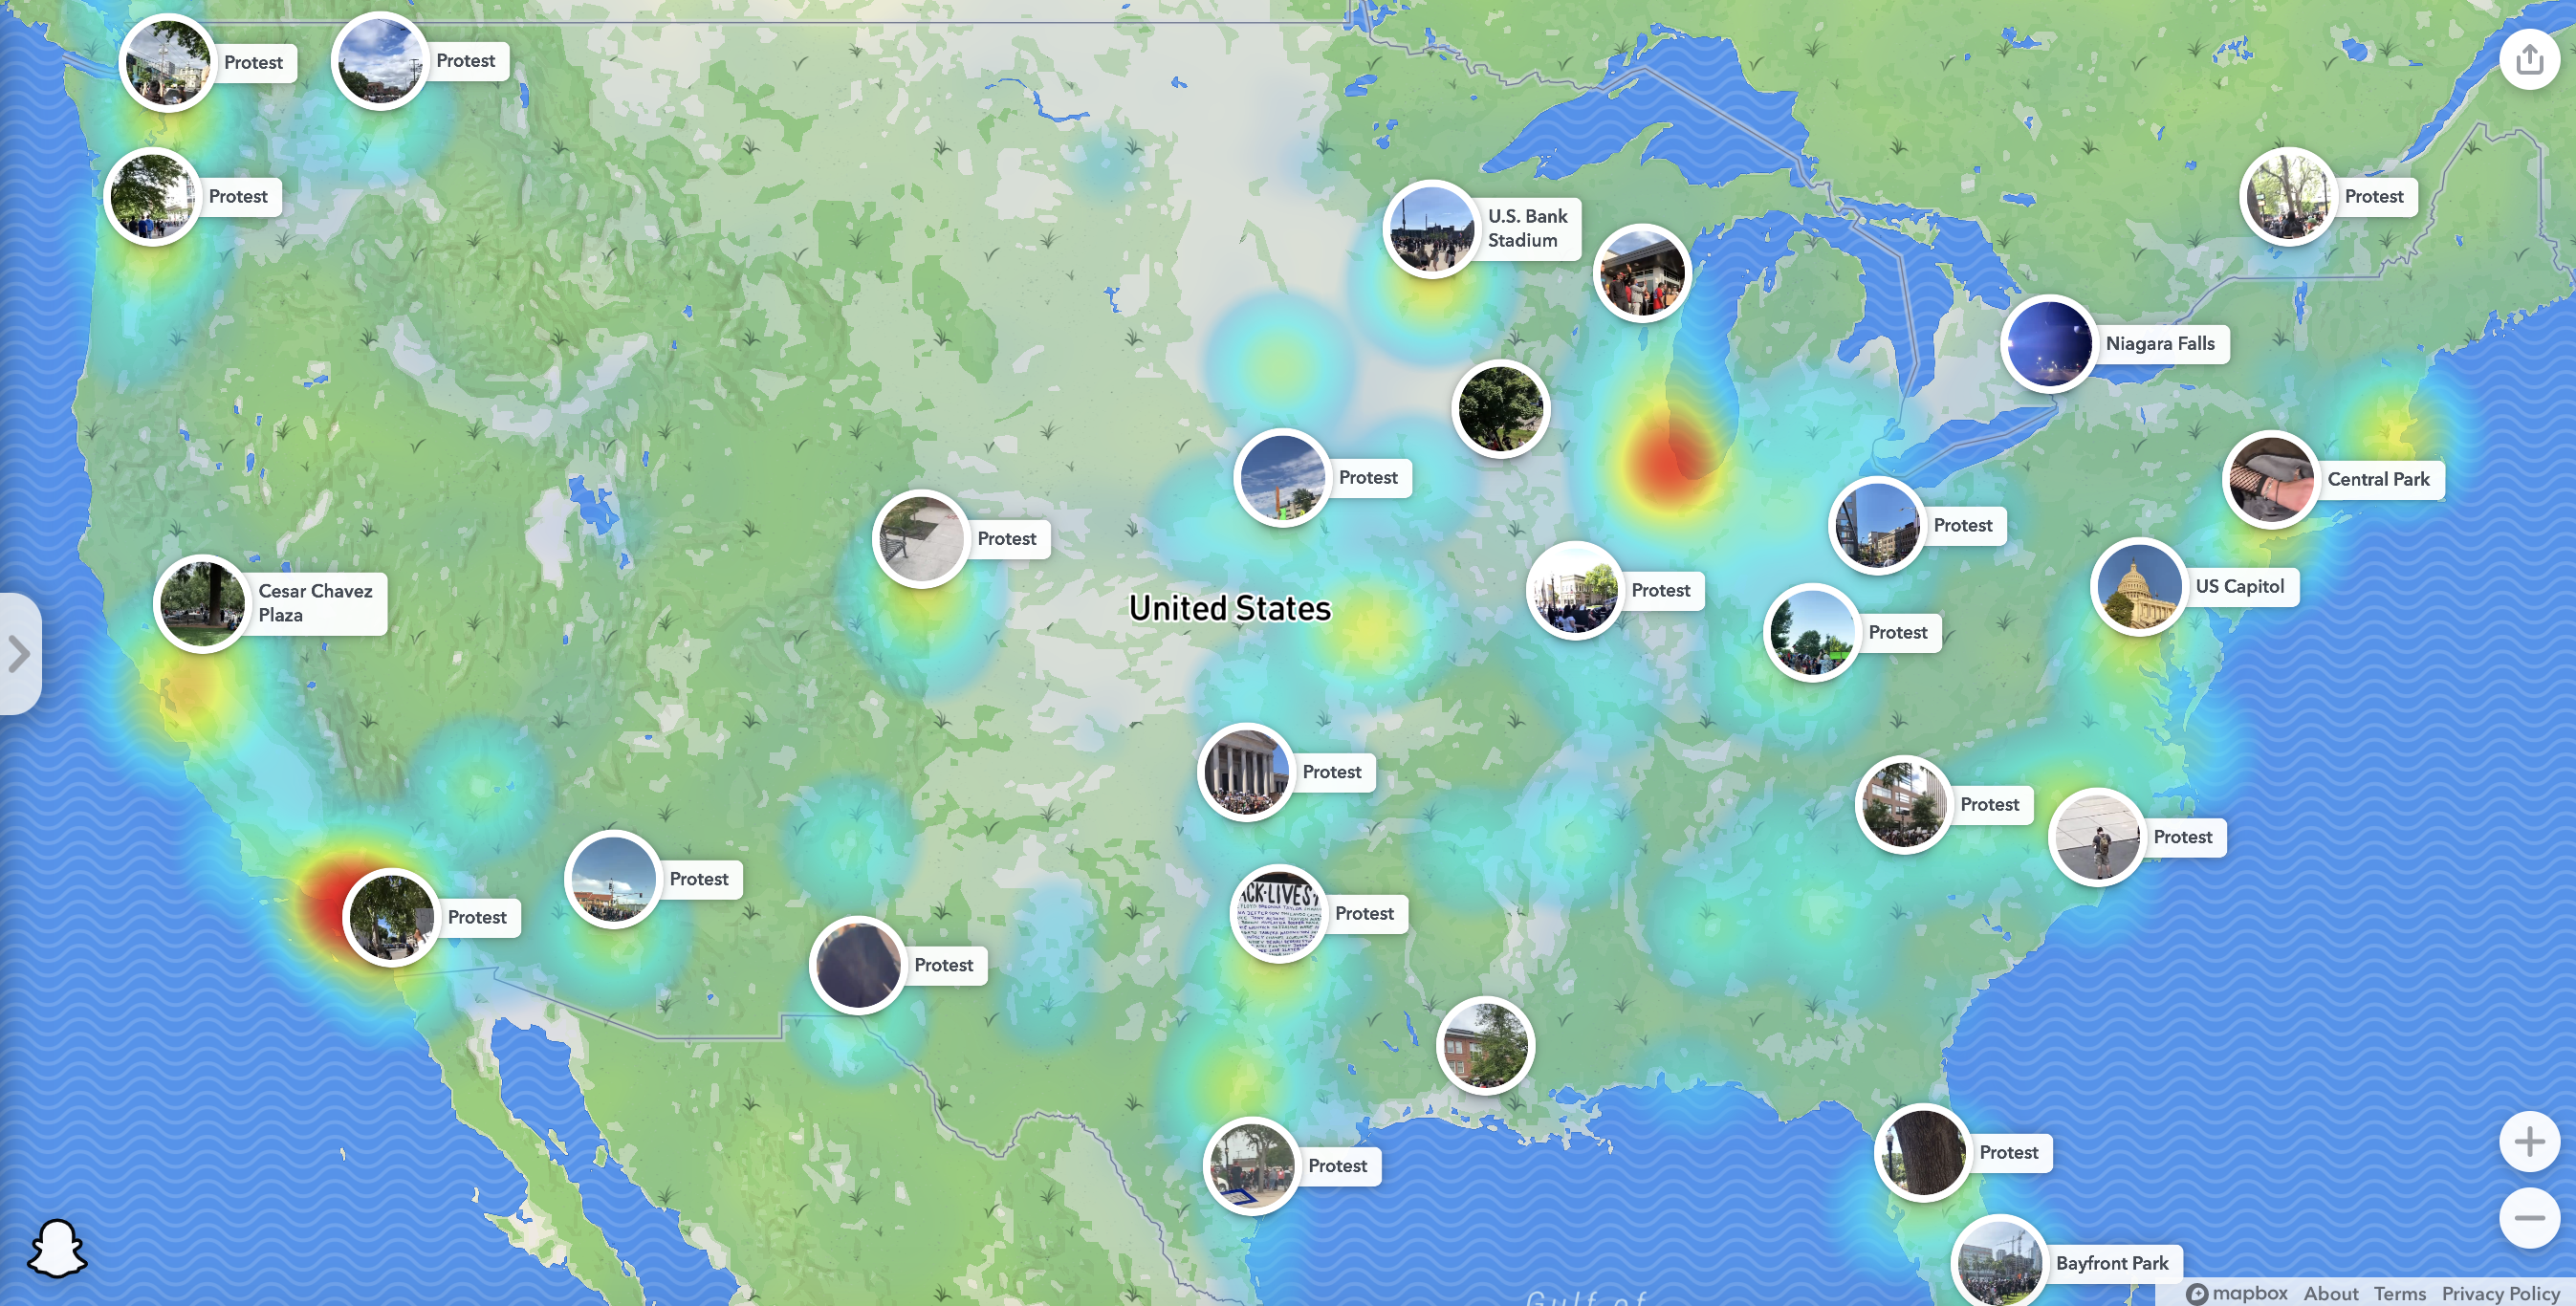 Protest
Protest
Protest
Protest
U.S. Bank
Stadium
Niagara Falls
Protest
Central Park
Protest
Protest
US Capitol
Cesar Chavez
Plaza
Protest
United States
Protest
Protest
Protest
Protest
Protest
Protest
Protest
ACK·LIVES
Protest
Protest
Protest
Protest
Bayfront Park
Gulf of
mapbox About Terms Privacy Policy